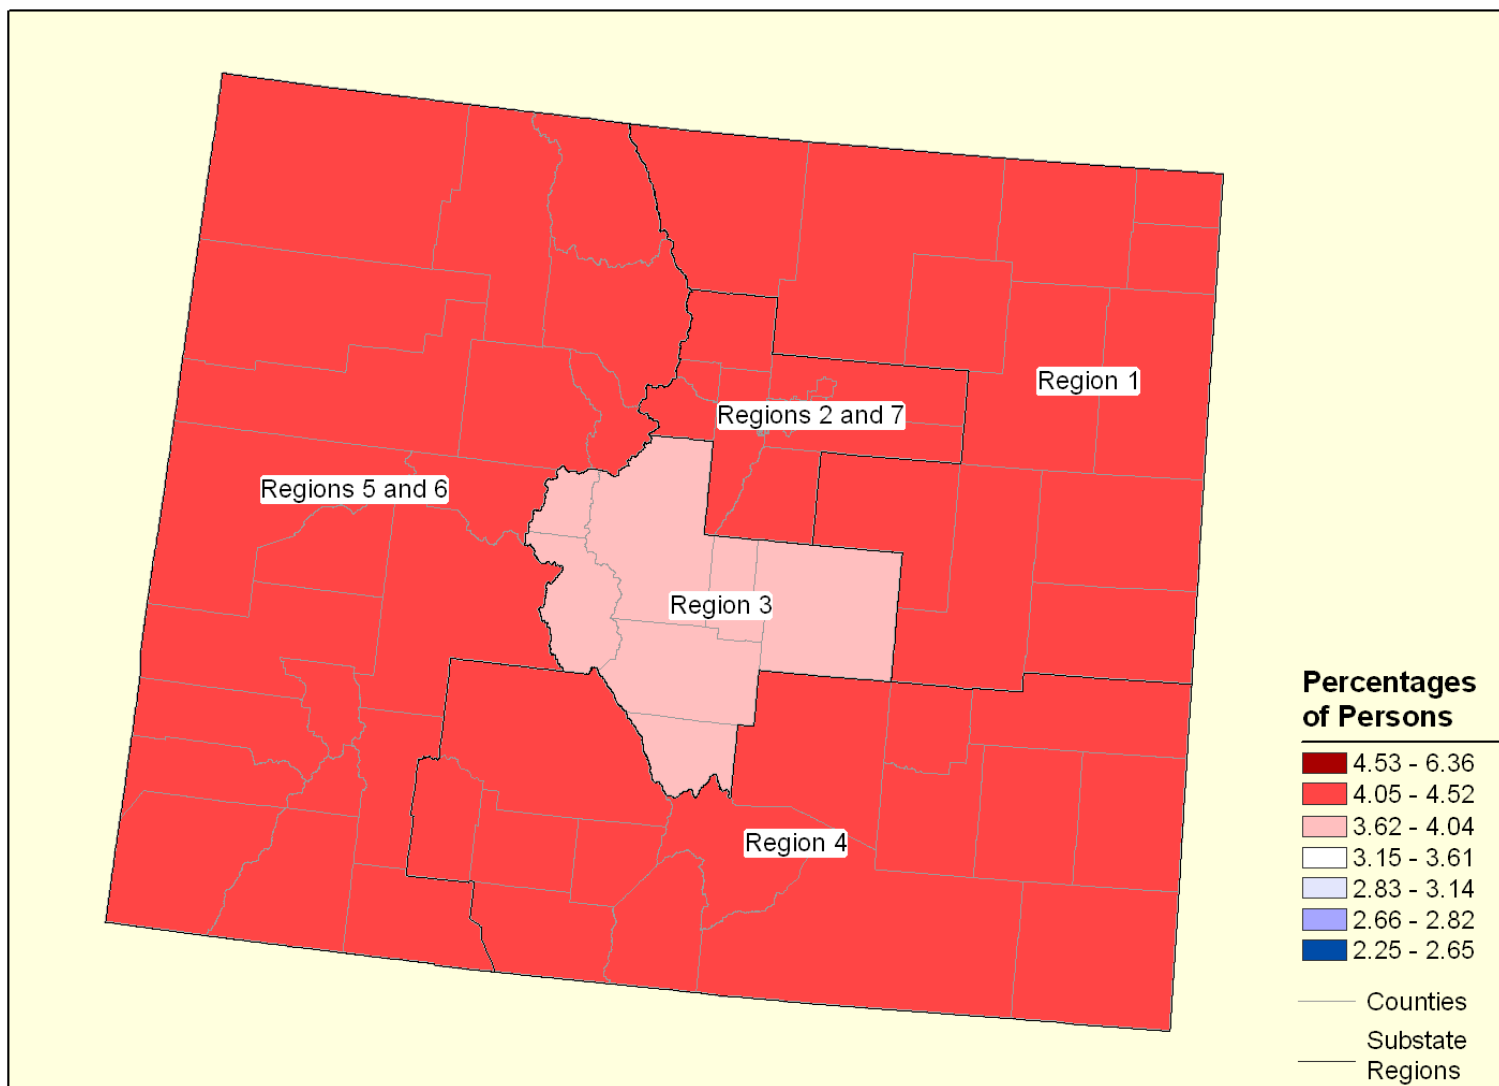 Region 1
Regions 2 and 7
Regions 5 and 6
Region 3
Region 4
Percentages
of Persons
4.53 - 6.36
4.05 - 4.52
3.62 - 4.04
3.15 - 3.61
2.83 - 3.14
2.66 - 2.82
2.25 - 2.65
Counties
Substate
Regions